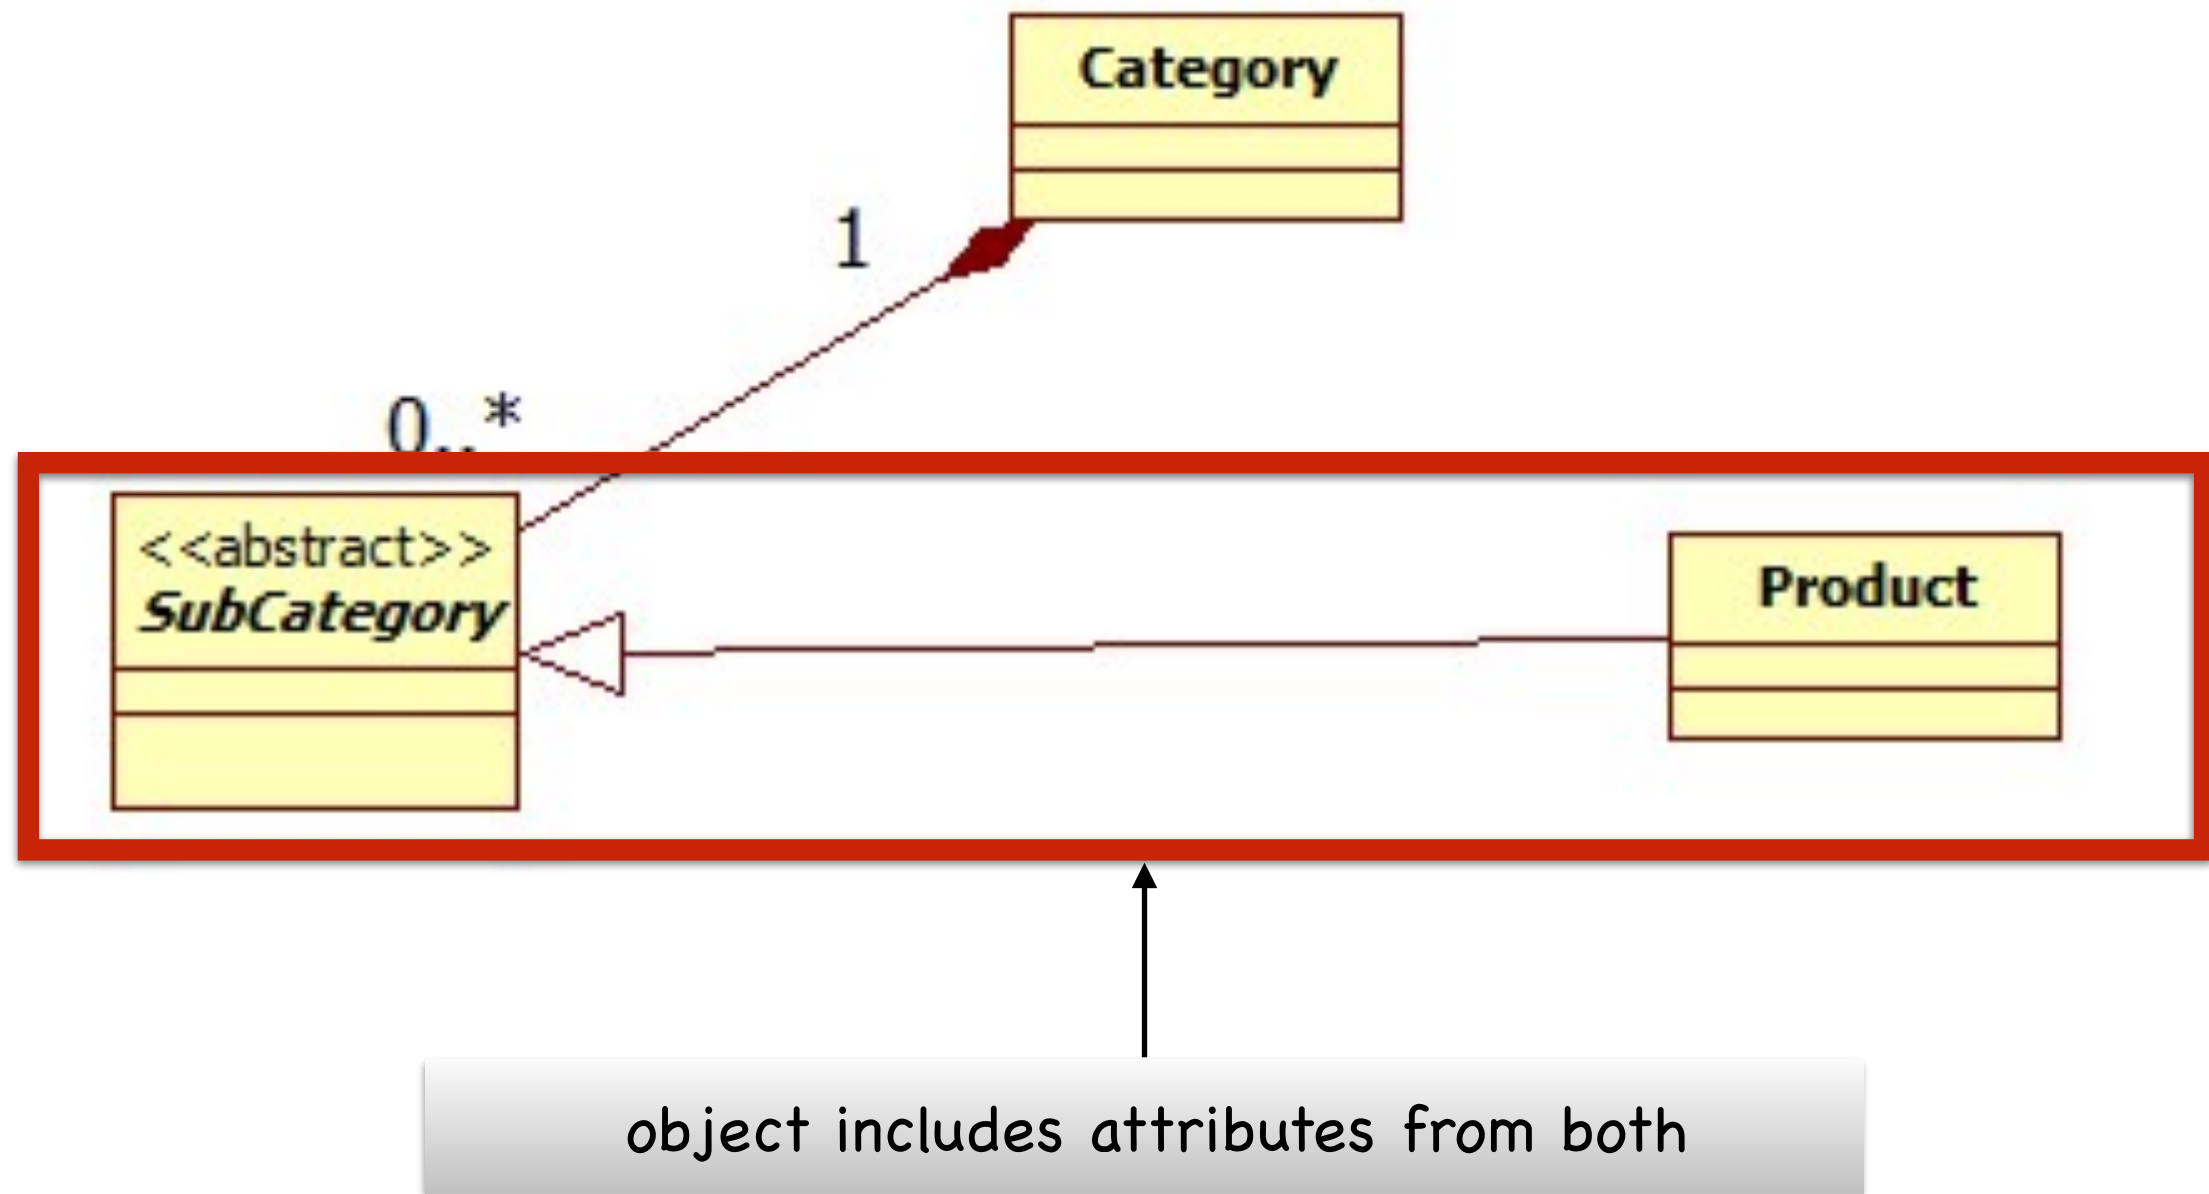 Category
1
0..*
<<abstract>>
SubCategory
Product
object includes attributes from both